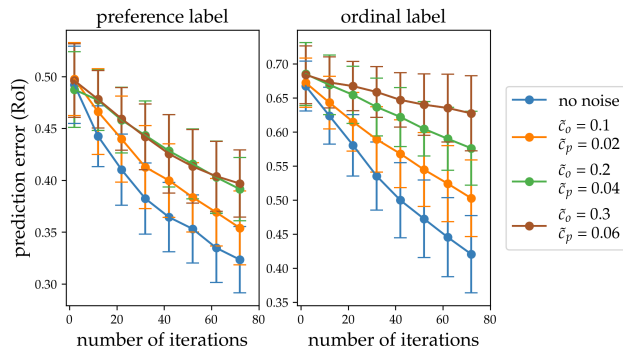 preference label
ordinal label
prediction error (RoI)
0.50
0.45
0.40
0.35
0.30
0.70
0.65
0.60
0.55
0.50
0.45
0.40
0.35
0 20 40 60 80
0 20 40 60 80
number of iterations
number of iterations
no noise
c̃ₒ = 0.1
c̃ₚ = 0.02
c̃ₒ = 0.2
c̃ₚ = 0.04
c̃ₒ = 0.3
c̃ₚ = 0.06